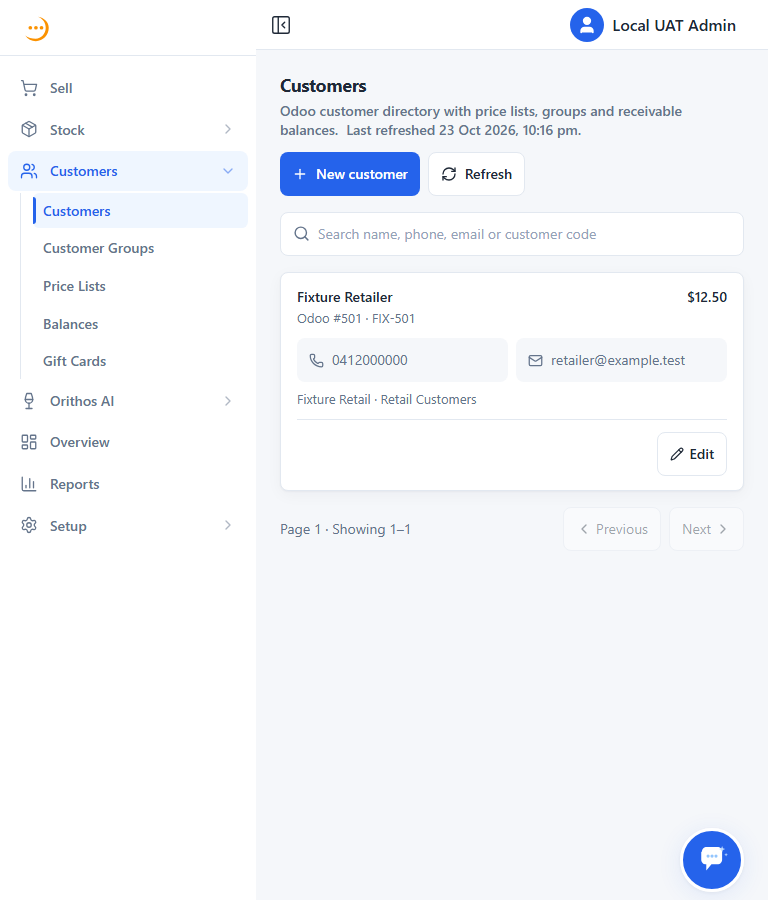 Local UAT Admin
Sell
Stock
Customers
Customers
Customer Groups
Price Lists
Balances
Gift Cards
Orithos AI
Overview
Reports
Setup
Customers
Odoo customer directory with price lists, groups and receivable
balances.  Last refreshed 23 Oct 2026, 10:16 pm.
New customer
Refresh
Search name, phone, email or customer code
Fixture Retailer
$12.50
Odoo #501 · FIX-501
0412000000
retailer@example.test
Fixture Retail · Retail Customers
Edit
Page 1 · Showing 1–1
Previous
Next